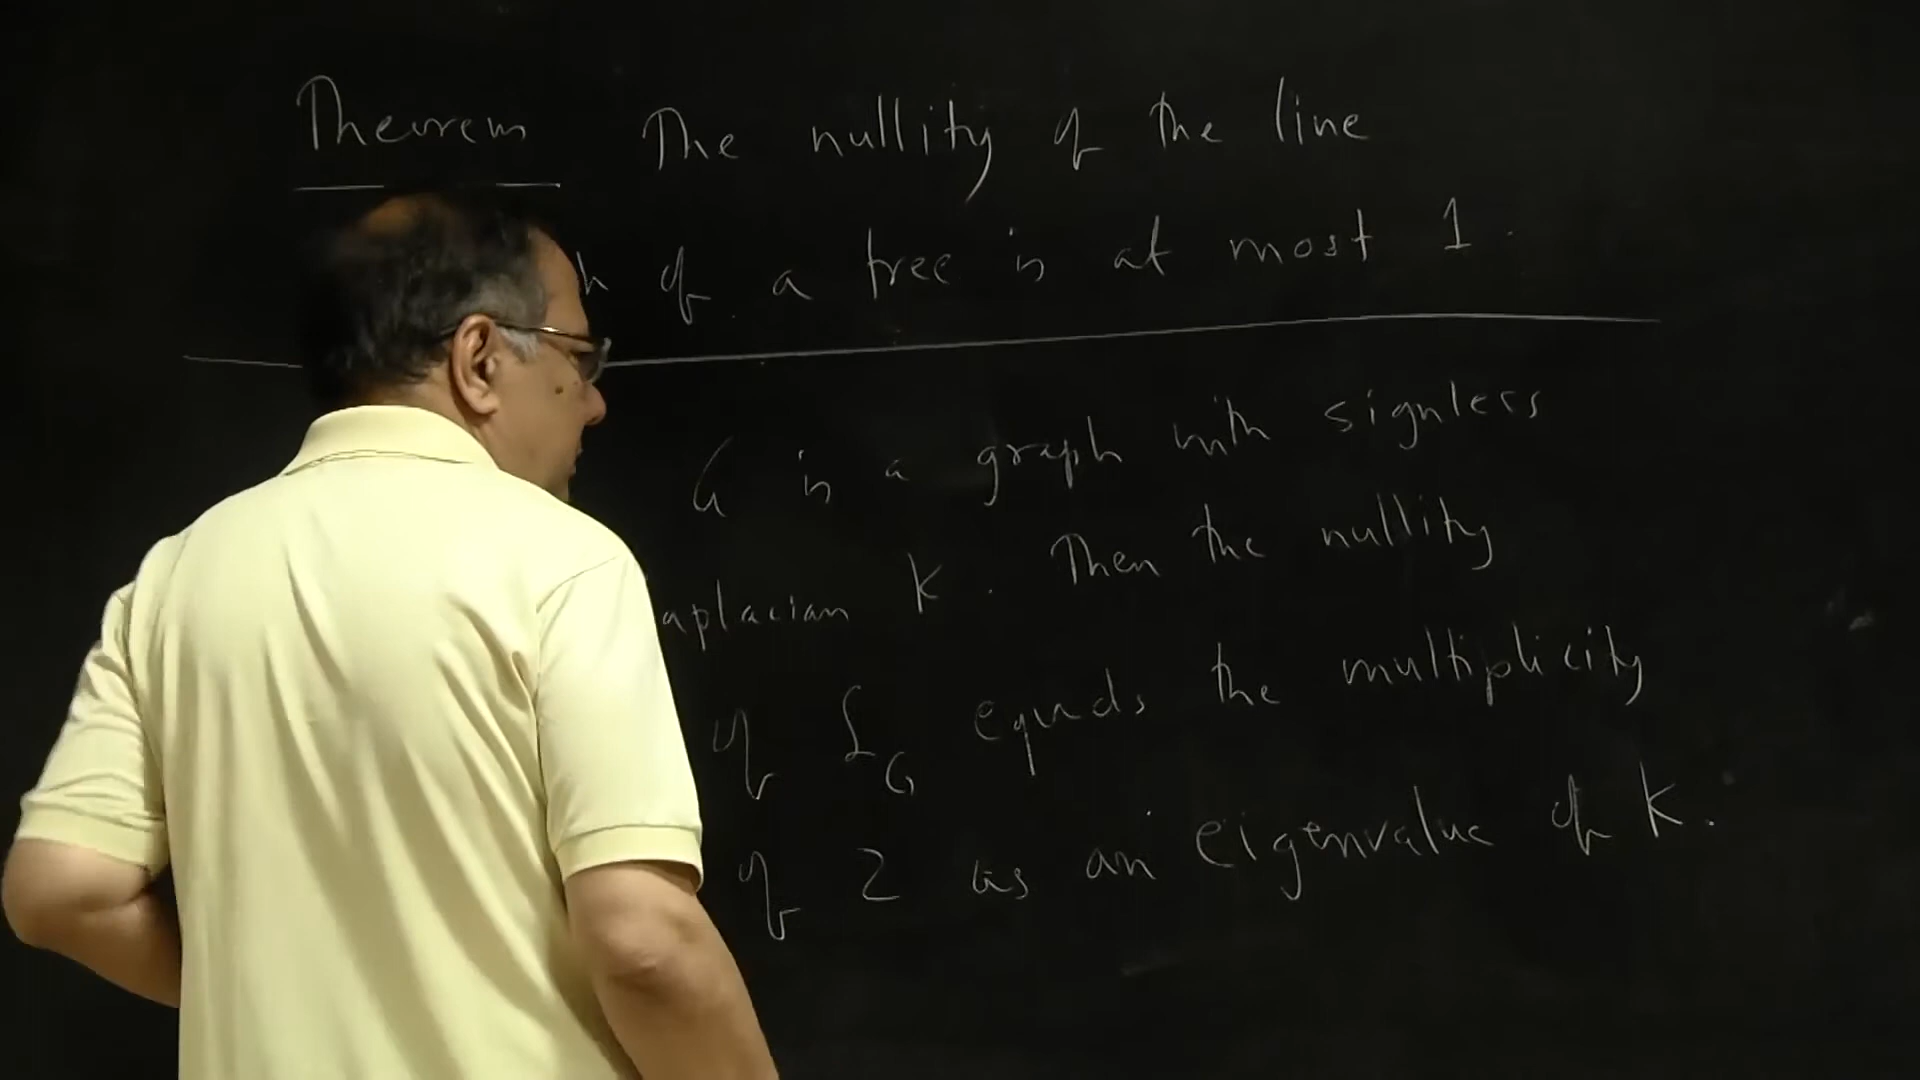 Theorem The nullity of the line
h of a tree is at most 1.
G is a graph with signless
aplacian K. Then the nullity
of £G equals the multiplicity
of 2 as an eigenvalue of K.